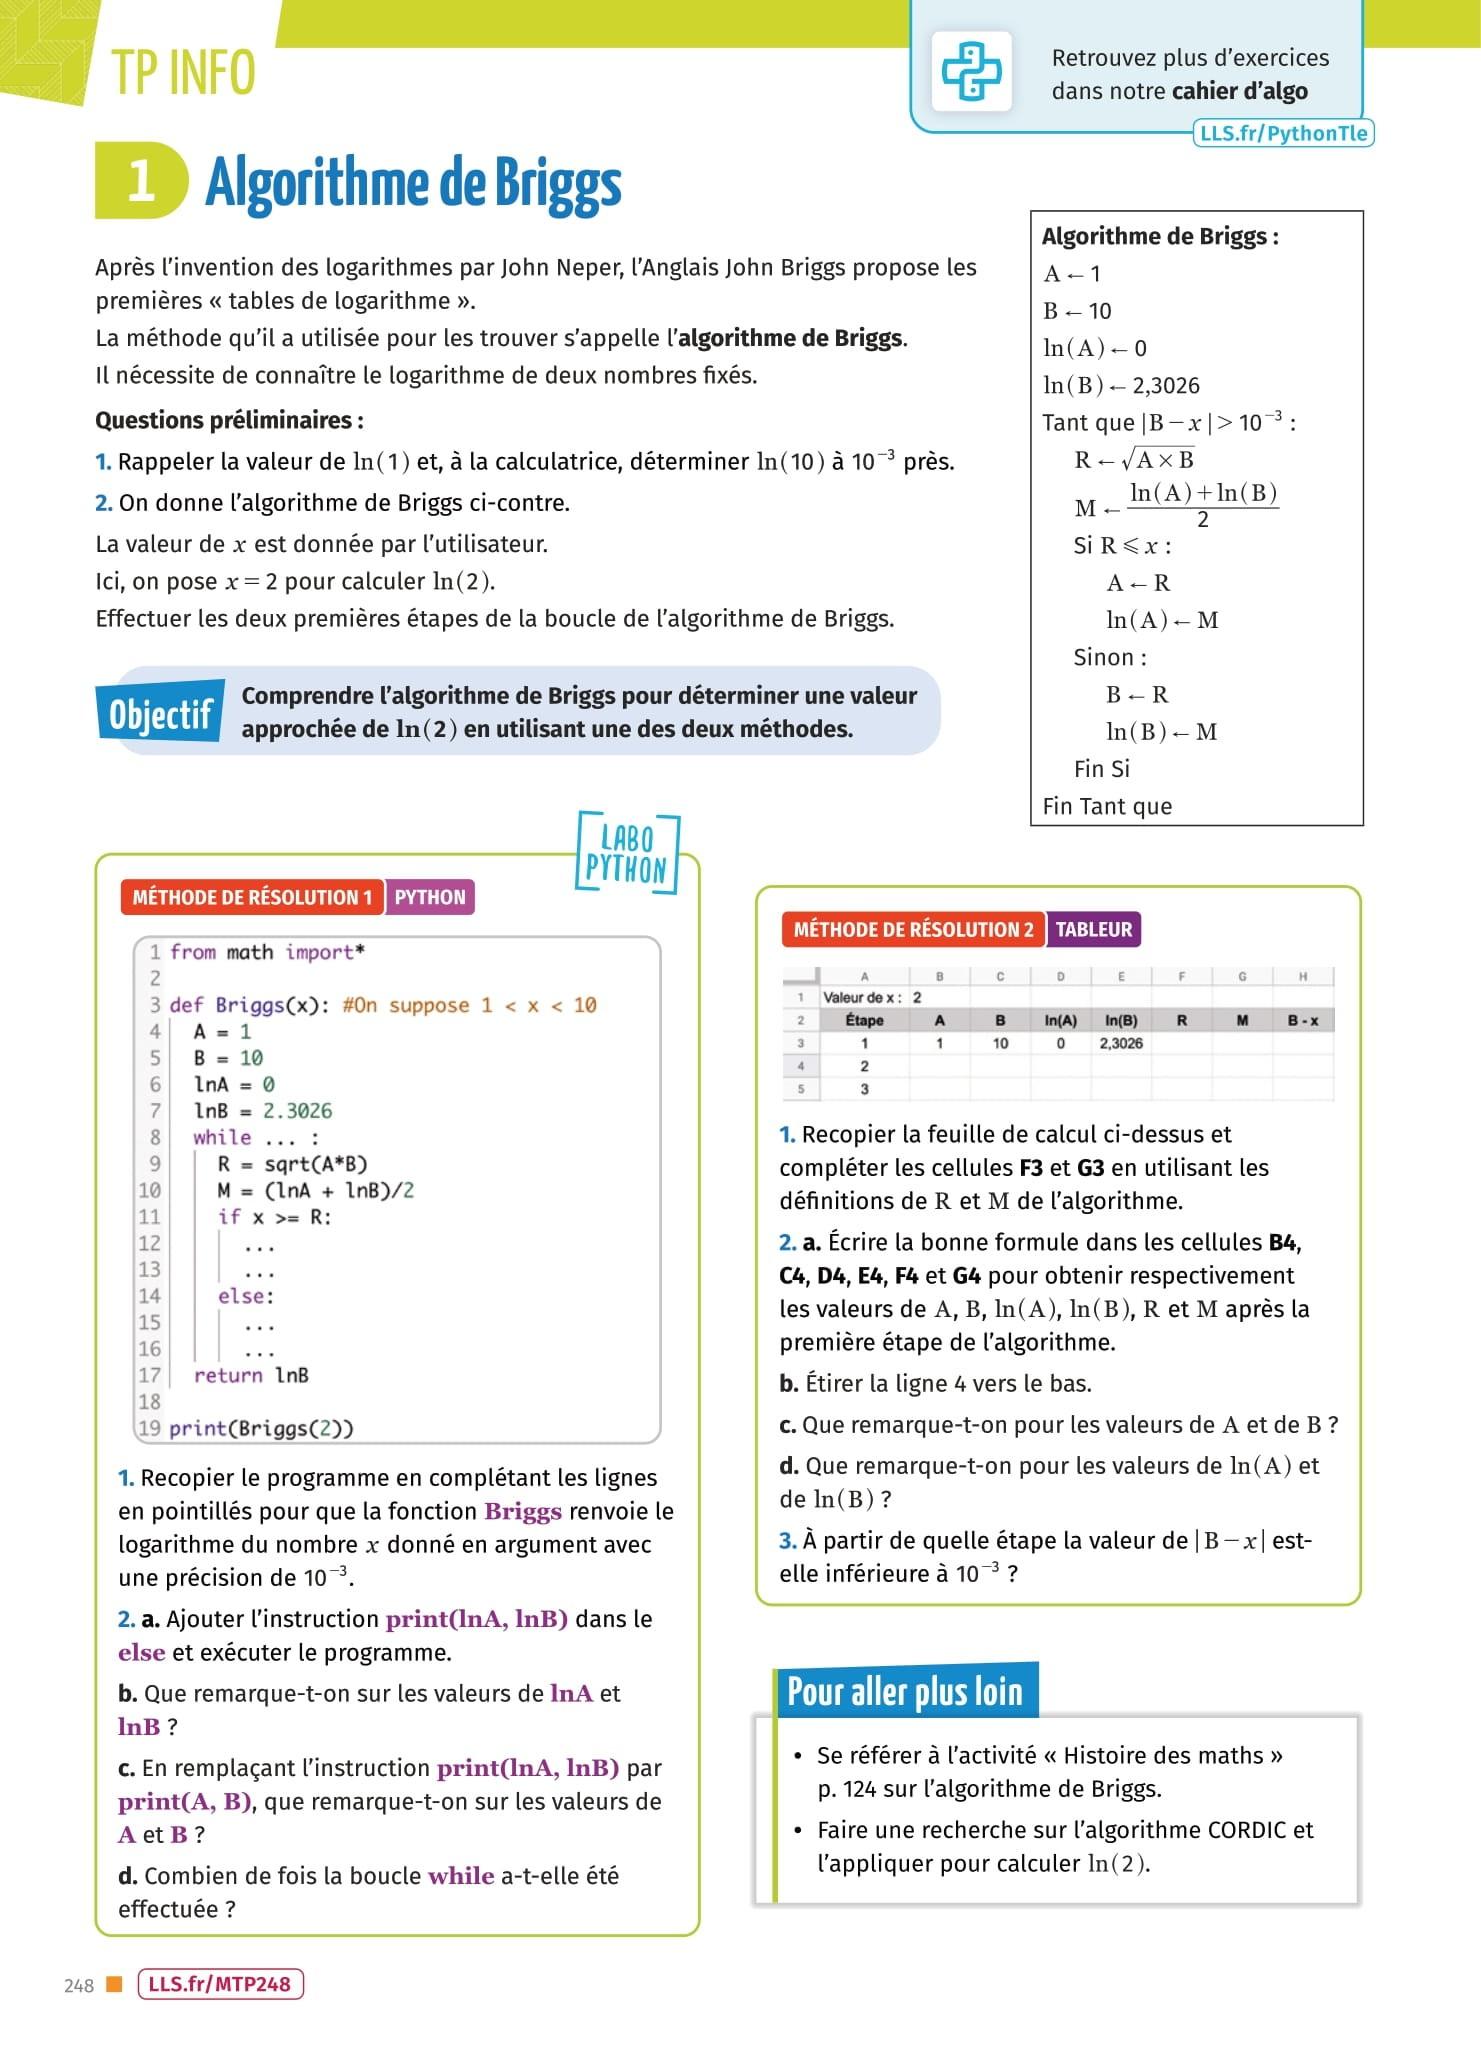 TP INFO
Retrouvez plus d’exercices
dans notre cahier d’algo
LLS.fr/PythonTle
1 Algorithme de Briggs
Après l’invention des logarithmes par John Neper, l’Anglais John Briggs propose les
premières « tables de logarithme ».
La méthode qu’il a utilisée pour les trouver s’appelle l’algorithme de Briggs.
Il nécessite de connaître le logarithme de deux nombres fixés.
Questions préliminaires :
1. Rappeler la valeur de ln(1) et, à la calculatrice, déterminer ln(10) à 10⁻³ près.
2. On donne l’algorithme de Briggs ci-contre.
La valeur de x est donnée par l’utilisateur.
Ici, on pose x = 2 pour calculer ln(2).
Effectuer les deux premières étapes de la boucle de l’algorithme de Briggs.
Objectif
Comprendre l’algorithme de Briggs pour déterminer une valeur
approchée de ln(2) en utilisant une des deux méthodes.
Algorithme de Briggs :
A ← 1
B ← 10
ln(A) ← 0
ln(B) ← 2,3026
Tant que |B − x| > 10⁻³ :
R ← √A × B
M ← ln(A) + ln(B)
2
Si R ⩽ x :
A ← R
ln(A) ← M
Sinon :
B ← R
ln(B) ← M
Fin Si
Fin Tant que
LABO
PYTHON
MÉTHODE DE RÉSOLUTION 1 PYTHON
1 from math import*
2
3 def Briggs(x): #On suppose 1 < x < 10
4 A = 1
5 B = 10
6 lnA = 0
7 lnB = 2.3026
8 while ... :
9 R = sqrt(A*B)
10 M = (lnA + lnB)/2
11 if x >= R:
12 ...
13 ...
14 else:
15 ...
16 ...
17 return lnB
18
19 print(Briggs(2))
1. Recopier le programme en complétant les lignes
en pointillés pour que la fonction Briggs renvoie le
logarithme du nombre x donné en argument avec
une précision de 10⁻³.
2. a. Ajouter l’instruction print(lnA, lnB) dans le
else et exécuter le programme.
b. Que remarque-t-on sur les valeurs de lnA et
lnB ?
c. En remplaçant l’instruction print(lnA, lnB) par
print(A, B), que remarque-t-on sur les valeurs de
A et B ?
d. Combien de fois la boucle while a-t-elle été
effectuée ?
MÉTHODE DE RÉSOLUTION 2 TABLEUR
A B C D E F G H
1 Valeur de x : 2
2 Étape A B ln(A) ln(B) R M B - x
3 1 1 10 0 2,3026
4 2
5 3
1. Recopier la feuille de calcul ci-dessus et
compléter les cellules F3 et G3 en utilisant les
définitions de R et M de l’algorithme.
2. a. Écrire la bonne formule dans les cellules B4,
C4, D4, E4, F4 et G4 pour obtenir respectivement
les valeurs de A, B, ln(A), ln(B), R et M après la
première étape de l’algorithme.
b. Étirer la ligne 4 vers le bas.
c. Que remarque-t-on pour les valeurs de A et de B ?
d. Que remarque-t-on pour les valeurs de ln(A) et
de ln(B) ?
3. À partir de quelle étape la valeur de |B − x| est-
elle inférieure à 10⁻³ ?
Pour aller plus loin
• Se référer à l’activité « Histoire des maths »
p. 124 sur l’algorithme de Briggs.
• Faire une recherche sur l’algorithme CORDIC et
l’appliquer pour calculer ln(2).
248 LLS.fr/MTP248